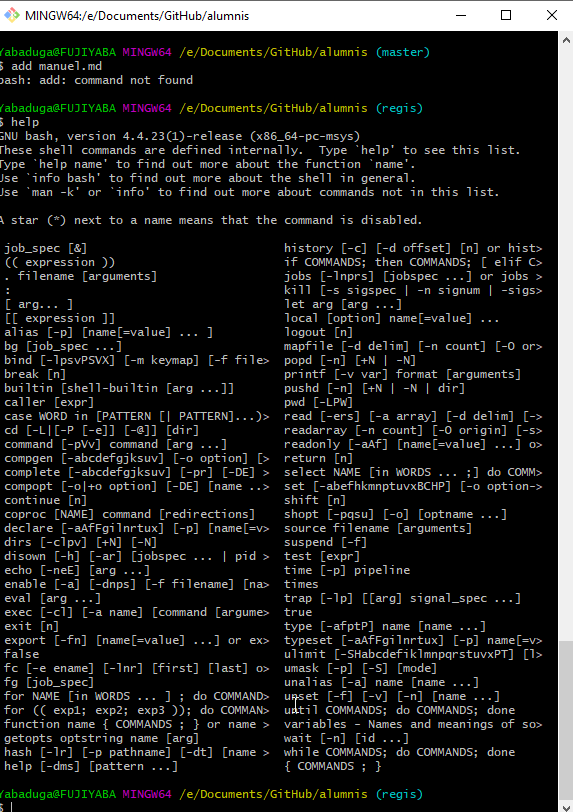 MINGW64:/e/Documents/GitHub/alumnis
Yabaduga@FUJIYABA MINGW64 /e/Documents/GitHub/alumnis (master)
$ add manuel.md
bash: add: command not found
Yabaduga@FUJIYABA MINGW64 /e/Documents/GitHub/alumnis (regis)
$ help
GNU bash, version 4.4.23(1)-release (x86_64-pc-msys)
These shell commands are defined internally.  Type `help' to see this list.
Type `help name' to find out more about the function `name'.
Use `info bash' to find out more about the shell in general.
Use `man -k' or `info' to find out more about commands not in this list.
A star (*) next to a name means that the command is disabled.
job_spec [&] history [-c] [-d offset] [n] or hist>
(( expression )) if COMMANDS; then COMMANDS; [ elif C>
. filename [arguments] jobs [-lnprs] [jobspec ...] or jobs >
: kill [-s sigspec | -n signum | -sigs>
[ arg... ] let arg [arg ...]
[[ expression ]] local [option] name[=value] ...
alias [-p] [name[=value] ... ] logout [n]
bg [job_spec ...] mapfile [-d delim] [-n count] [-O or>
bind [-lpsvPSVX] [-m keymap] [-f file> popd [-n] [+N | -N]
break [n] printf [-v var] format [arguments]
builtin [shell-builtin [arg ...]] pushd [-n] [+N | -N | dir]
caller [expr] pwd [-LPW]
case WORD in [PATTERN [| PATTERN]...)> read [-ers] [-a array] [-d delim] [->
cd [-L|[-P [-e]] [-@]] [dir] readarray [-n count] [-O origin] [-s>
command [-pVv] command [arg ...] readonly [-aAf] [name[=value] ...] o>
compgen [-abcdefgjksuv] [-o option] [> return [n]
complete [-abcdefgjksuv] [-pr] [-DE] > select NAME [in WORDS ... ;] do COMM>
compopt [-o|+o option] [-DE] [name ..> set [-abefhkmnptuvxBCHP] [-o option->
continue [n] shift [n]
coproc [NAME] command [redirections] shopt [-pqsu] [-o] [optname ...]
declare [-aAfFgilnrtux] [-p] [name[=v> source filename [arguments]
dirs [-clpv] [+N] [-N] suspend [-f]
disown [-h] [-ar] [jobspec ... | pid > test [expr]
echo [-neE] [arg ...] time [-p] pipeline
enable [-a] [-dnps] [-f filename] [na> times
eval [arg ...] trap [-lp] [[arg] signal_spec ...]
exec [-cl] [-a name] [command [argume> true
exit [n] type [-afptP] name [name ...]
export [-fn] [name[=value] ...] or ex> typeset [-aAfFgilnrtux] [-p] name[=v>
false ulimit [-SHabcdefiklmnpqrstuvxPT] [l>
fc [-e ename] [-lnr] [first] [last] o> umask [-p] [-S] [mode]
fg [job_spec] unalias [-a] name [name ...]
for NAME [in WORDS ... ] ; do COMMAN> unset [-f] [-v] [-n] [name ...]
for (( exp1; exp2; exp3 )); do COMMAN> until COMMANDS; do COMMANDS; done
function name { COMMANDS ; } or name > variables - Names and meanings of so>
getopts optstring name [arg] wait [-n] [id ...]
hash [-lr] [-p pathname] [-dt] [name > while COMMANDS; do COMMANDS; done
help [-dms] [pattern ...] { COMMANDS ; }
Yabaduga@FUJIYABA MINGW64 /e/Documents/GitHub/alumnis (regis)
$